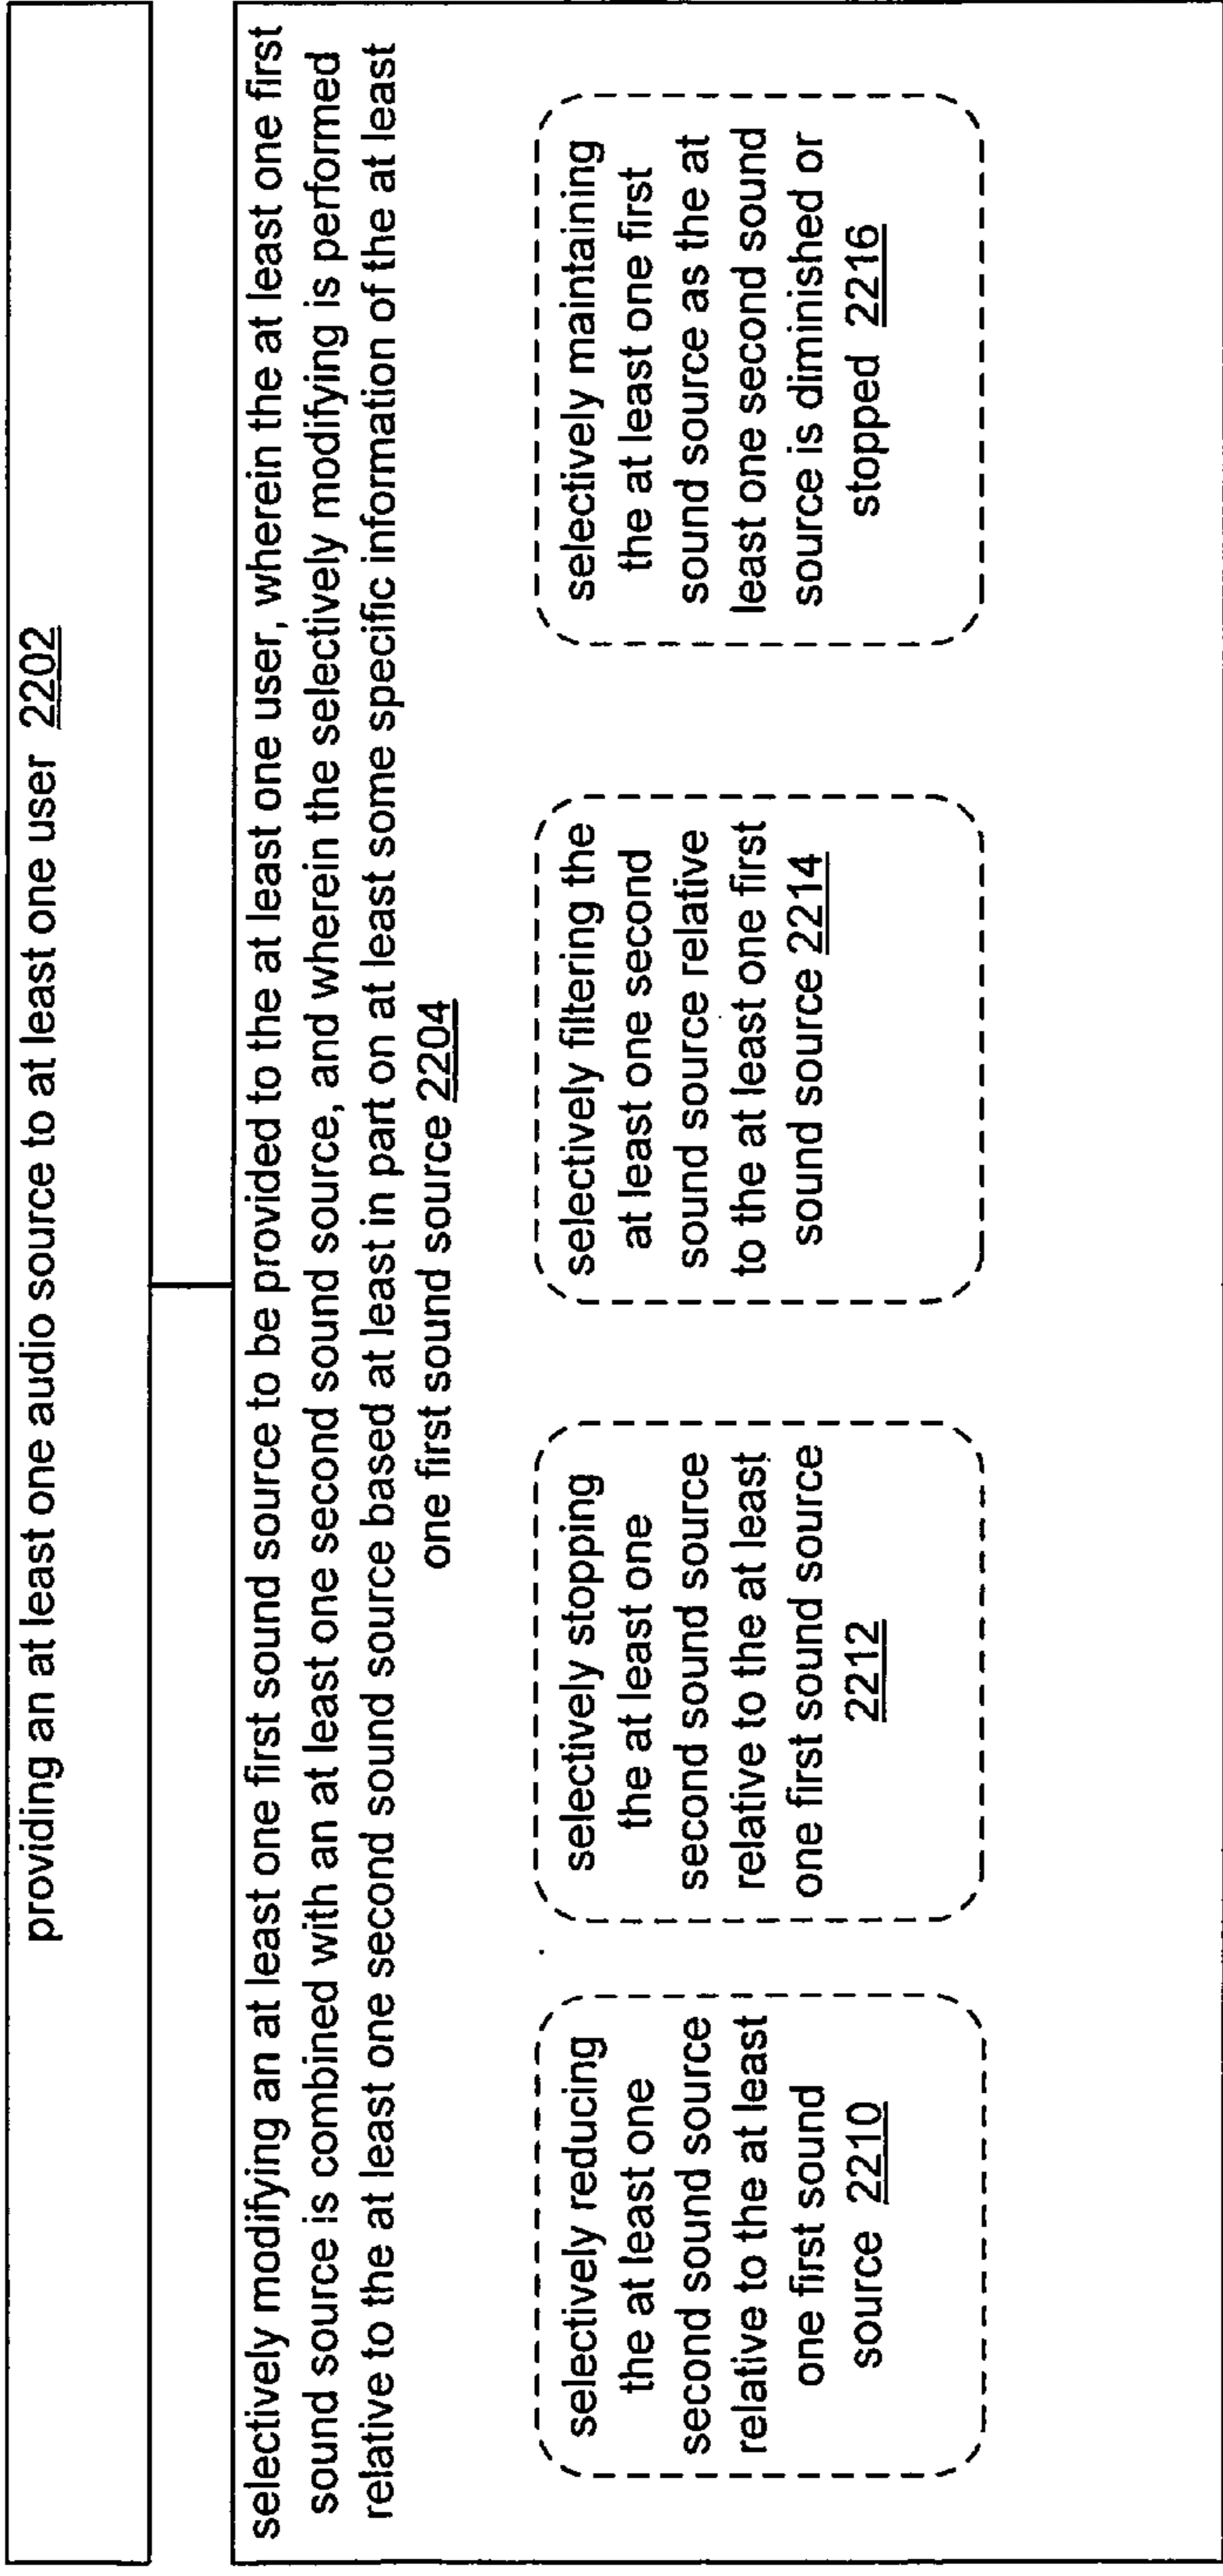 providing an at least one audio source to at least one user 2202
selectively modifying an at least one first sound source to be provided to the at least one user, wherein the at least one first
sound source is combined with an at least one second sound source, and wherein the selectively modifying is performed
relative to the at least one second sound source based at least in part on at least some specific information of the at least
one first sound source 2204
selectively reducing
the at least one
second sound source
relative to the at least
one first sound
source 2210
selectively stopping
the at least one
second sound source
relative to the at least
one first sound source
2212
selectively filtering the
at least one second
sound source relative
to the at least one first
sound source 2214
selectively maintaining
the at least one first
sound source as the at
least one second sound
source is diminished or
stopped 2216